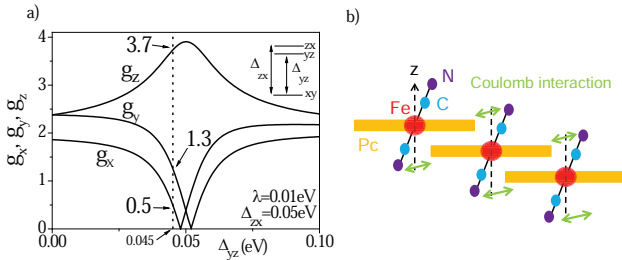 a)
g_x, g_y, g_z
4
3
2
1
0
3.7
g_z
g_y
g_x
1.3
0.5
zx
yz
xy
Δ_zx
Δ_yz
λ=0.01eV
Δ_zx=0.05eV
0.00
0.045
0.05
0.10
Δ_yz (eV)
b)
z
N
C
Fe
Pc
Coulomb interaction